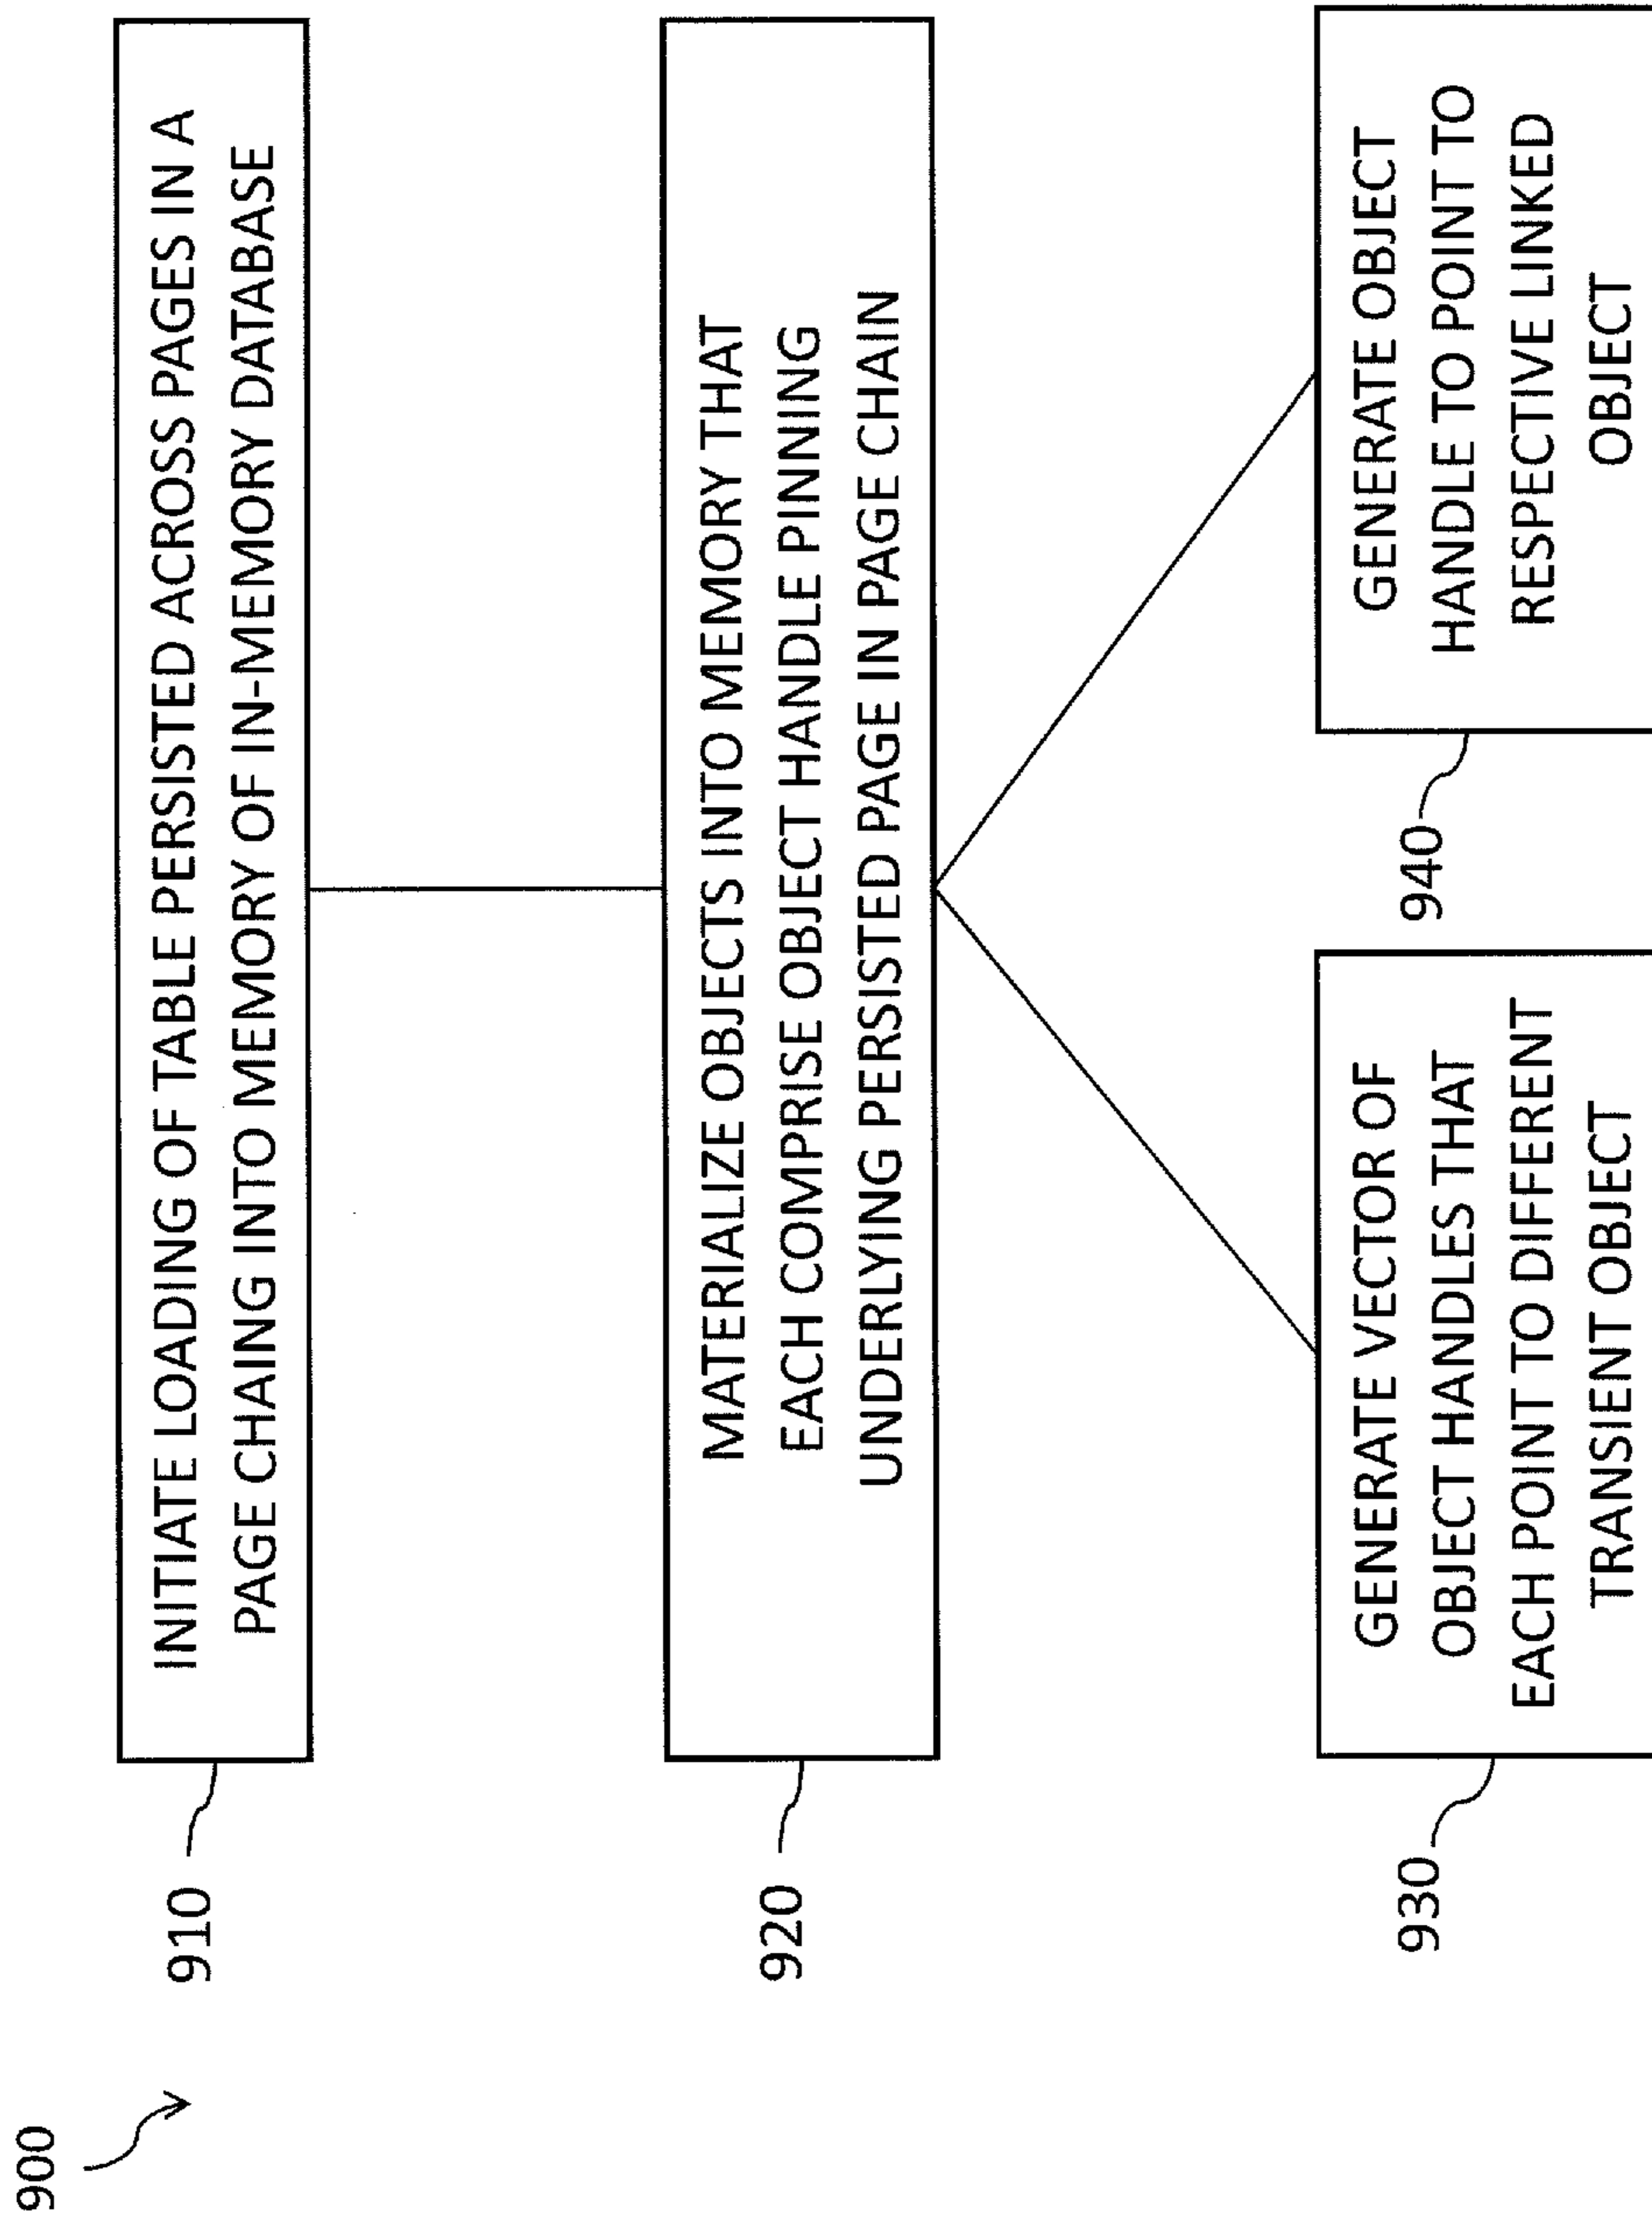 900
910
INITIATE LOADING OF TABLE PERSISTED ACROSS PAGES IN A
PAGE CHAING INTO MEMORY OF IN-MEMORY DATABASE
920
MATERIALIZE OBJECTS INTO MEMORY THAT
EACH COMPRISE OBJECT HANDLE PINNING
UNDERLYING PERSISTED PAGE IN PAGE CHAIN
930
GENERATE VECTOR OF
OBJECT HANDLES THAT
EACH POINT TO DIFFERENT
TRANSIENT OBJECT
940
GENERATE OBJECT
HANDLE TO POINT TO
RESPECTIVE LINKED
OBJECT